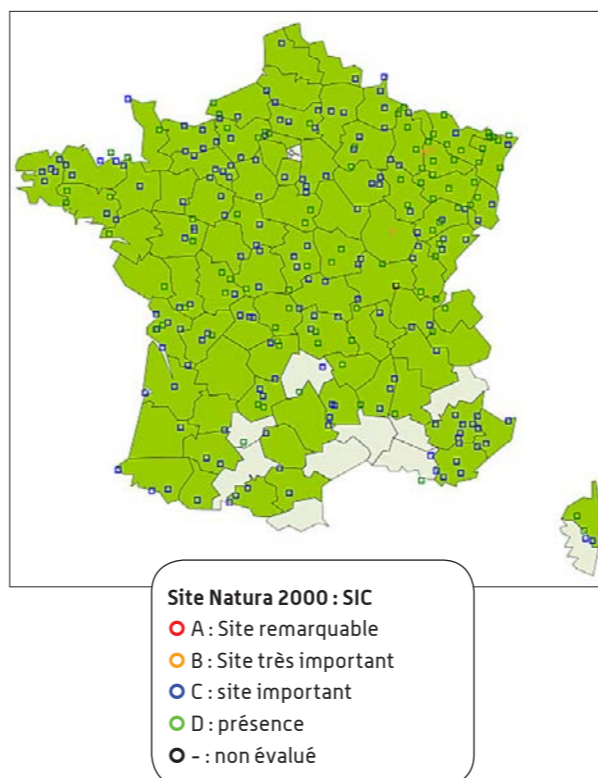 Site Natura 2000 : SIC
A : Site remarquable
B : Site très important
C : site important
D : présence
- : non évalué